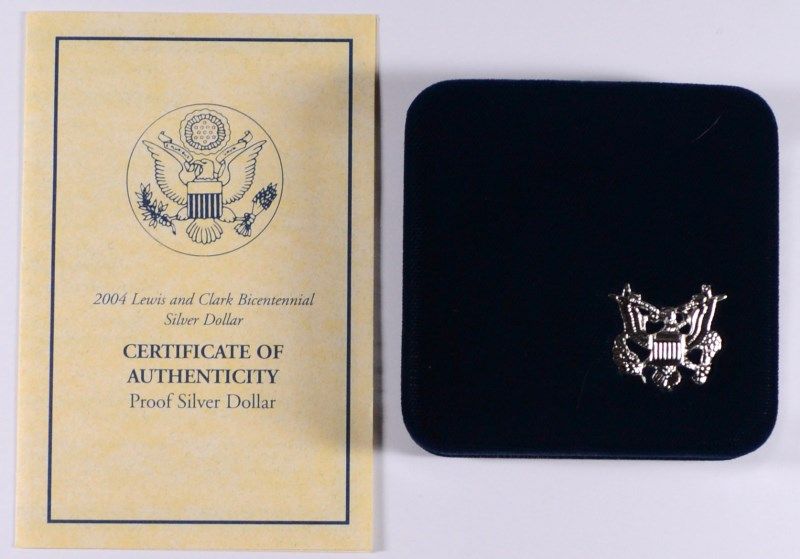 2004 Lewis and Clark Bicentennial
Silver Dollar
CERTIFICATE OF
AUTHENTICITY
Proof Silver Dollar